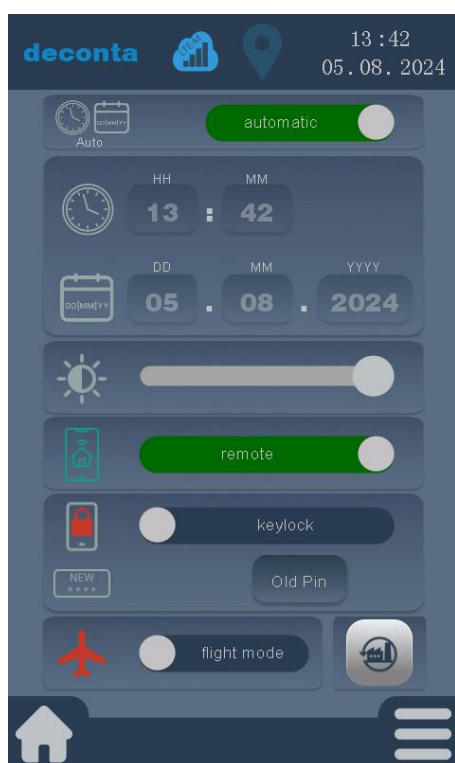 deconta
LTE-M
13:42
05.08.2024
DD|MM|YY
Auto
automatic
HH MM
13 : 42
DD MM YYYY
DD|MM|YY
05 . 08 . 2024
remote
keylock
NEW
****
Old Pin
flight mode